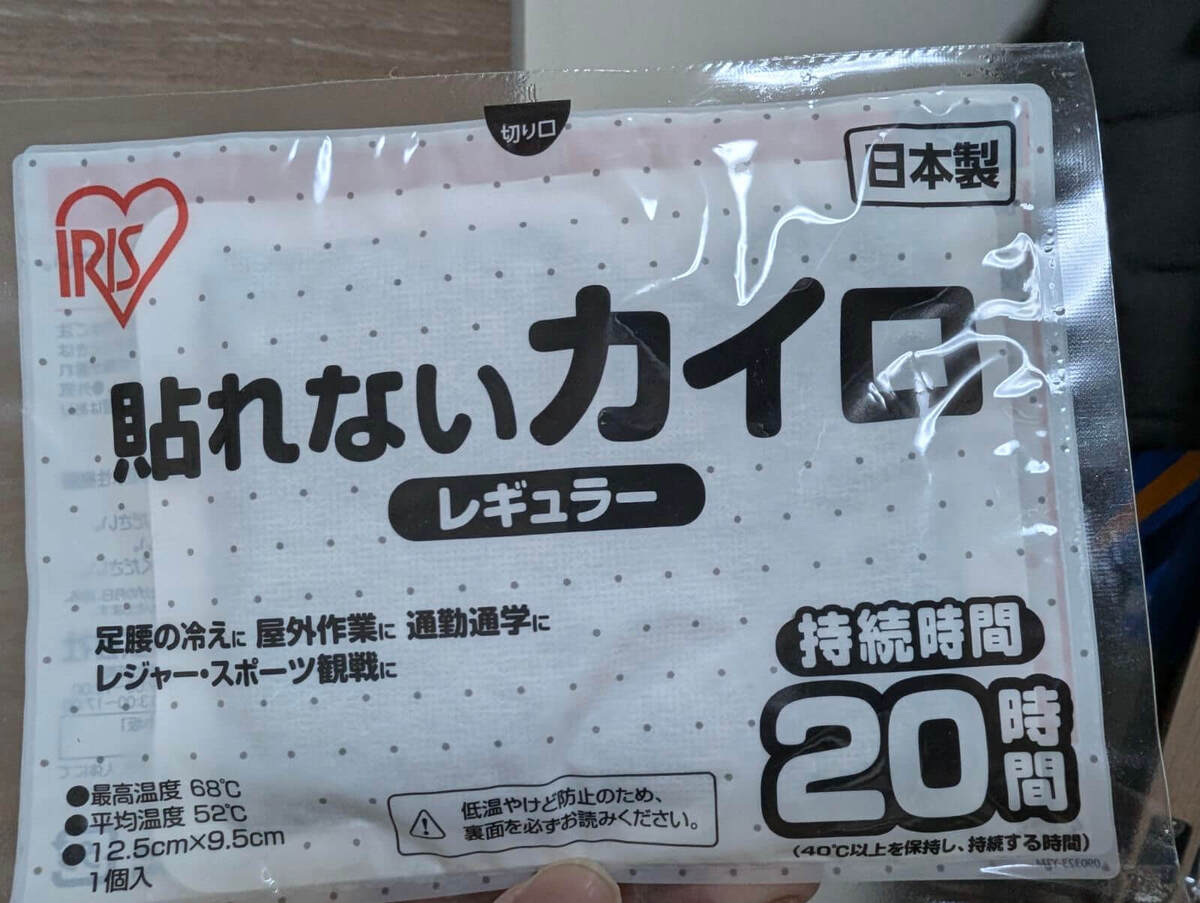 切り口
日本製
IRIS
貼れないカイロ
レギュラー
足腰の冷えに 屋外作業に 通勤通学に
レジャー・スポーツ観戦に
持続時間
20時間
(40℃以上を保持し、持続する時間)
●最高温度 68℃
●平均温度 52℃
●12.5cm×9.5cm
1個入
低温やけど防止のため、
裏面を必ずお読みください。